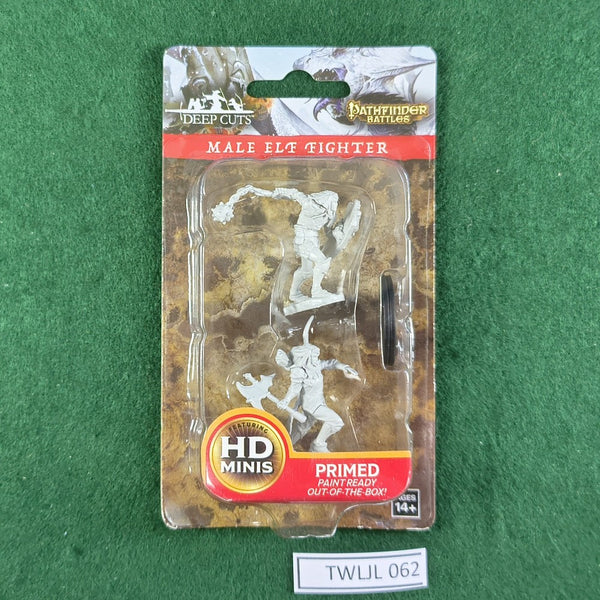 DEEP CUTS
PATHFINDER
BATTLES
MALE ELF FIGHTER
FEATURING
HD
MINIS
PRIMED
PAINT READY
OUT-OF-THE-BOX!
AGES
14+
TWLJL 062